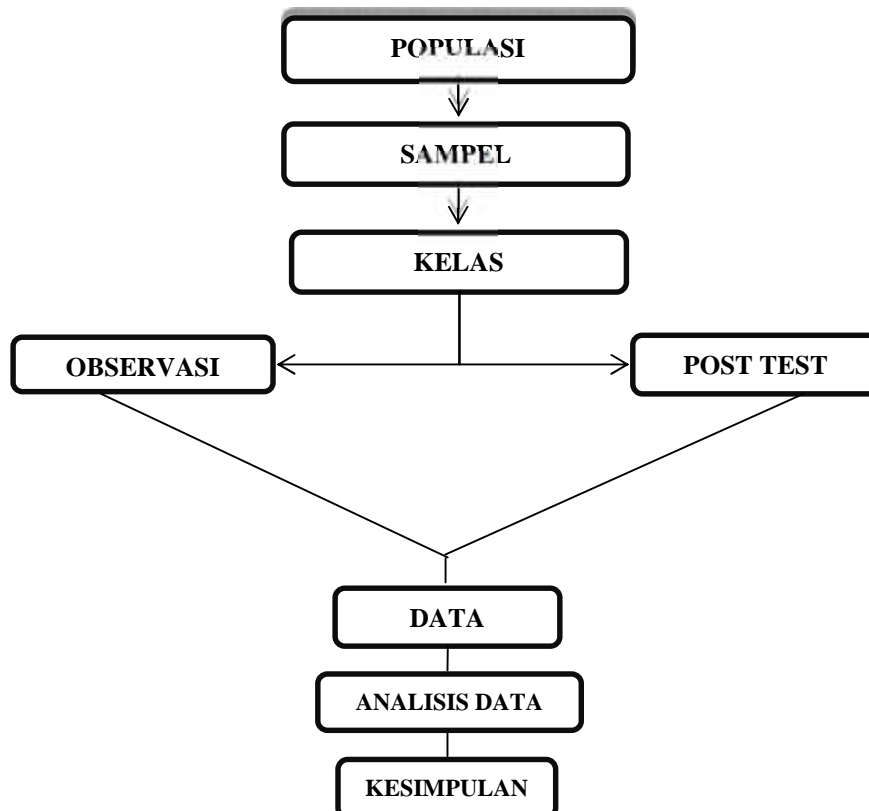 POPULASI
SAMPEL
KELAS
OBSERVASI
POST TEST
DATA
ANALISIS DATA
KESIMPULAN